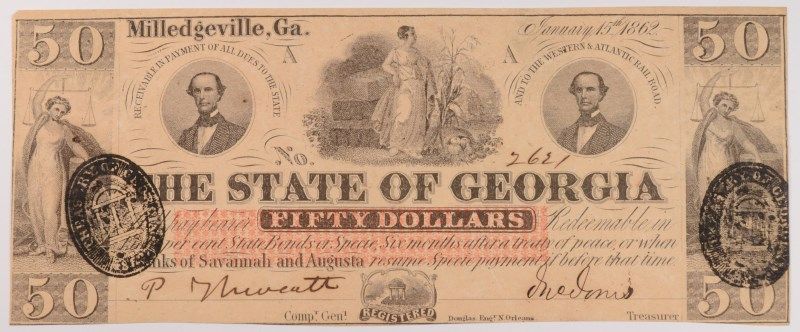 50
Milledgeville, Ga.
January 15th 1862.
50
RECEIVABLE IN PAYMENT OF ALL DUES TO THE STATE
A
A
AND TO THE WESTERN & ATLANTIC RAIL ROAD.
No. 2621
THE STATE OF GEORGIA
pay bearer FIFTY DOLLARS Redeemable in
per cent State Bonds or Specie, Six months after a treaty of peace, or when
Banks of Savannah and Augusta resume Specie payment if before that time.
Compt. Genl.
REGISTERED
Douglas Engr. N Orleans
Treasurer
50
50